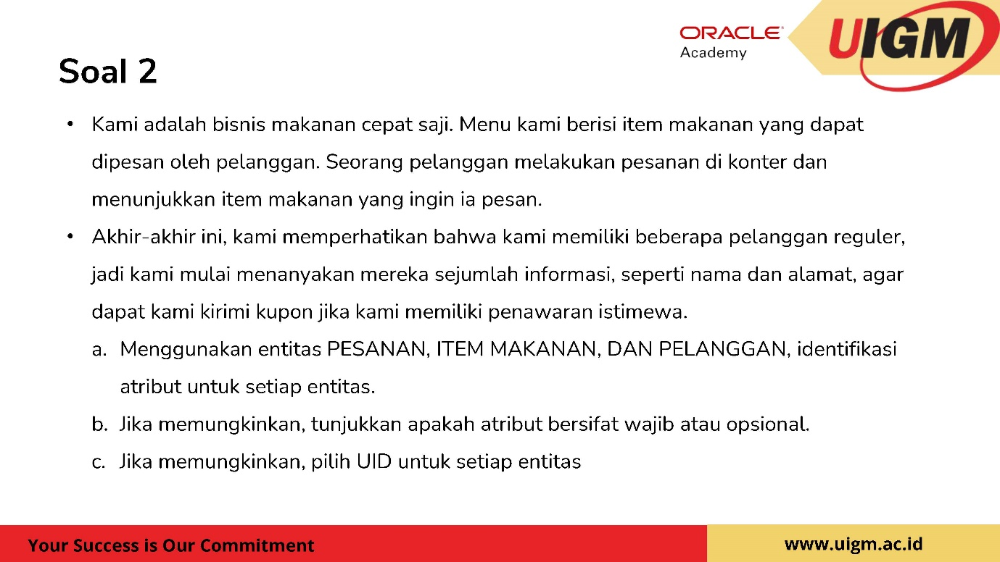 ORACLE
Academy
UIGM
Soal 2
• Kami adalah bisnis makanan cepat saji. Menu kami berisi item makanan yang dapat
dipesan oleh pelanggan. Seorang pelanggan melakukan pesanan di konter dan
menunjukkan item makanan yang ingin ia pesan.
• Akhir-akhir ini, kami memperhatikan bahwa kami memiliki beberapa pelanggan reguler,
jadi kami mulai menanyakan mereka sejumlah informasi, seperti nama dan alamat, agar
dapat kami kirimi kupon jika kami memiliki penawaran istimewa.
a. Menggunakan entitas PESANAN, ITEM MAKANAN, DAN PELANGGAN, identifikasi
atribut untuk setiap entitas.
b. Jika memungkinkan, tunjukkan apakah atribut bersifat wajib atau opsional.
c. Jika memungkinkan, pilih UID untuk setiap entitas
Your Success is Our Commitment
www.uigm.ac.id